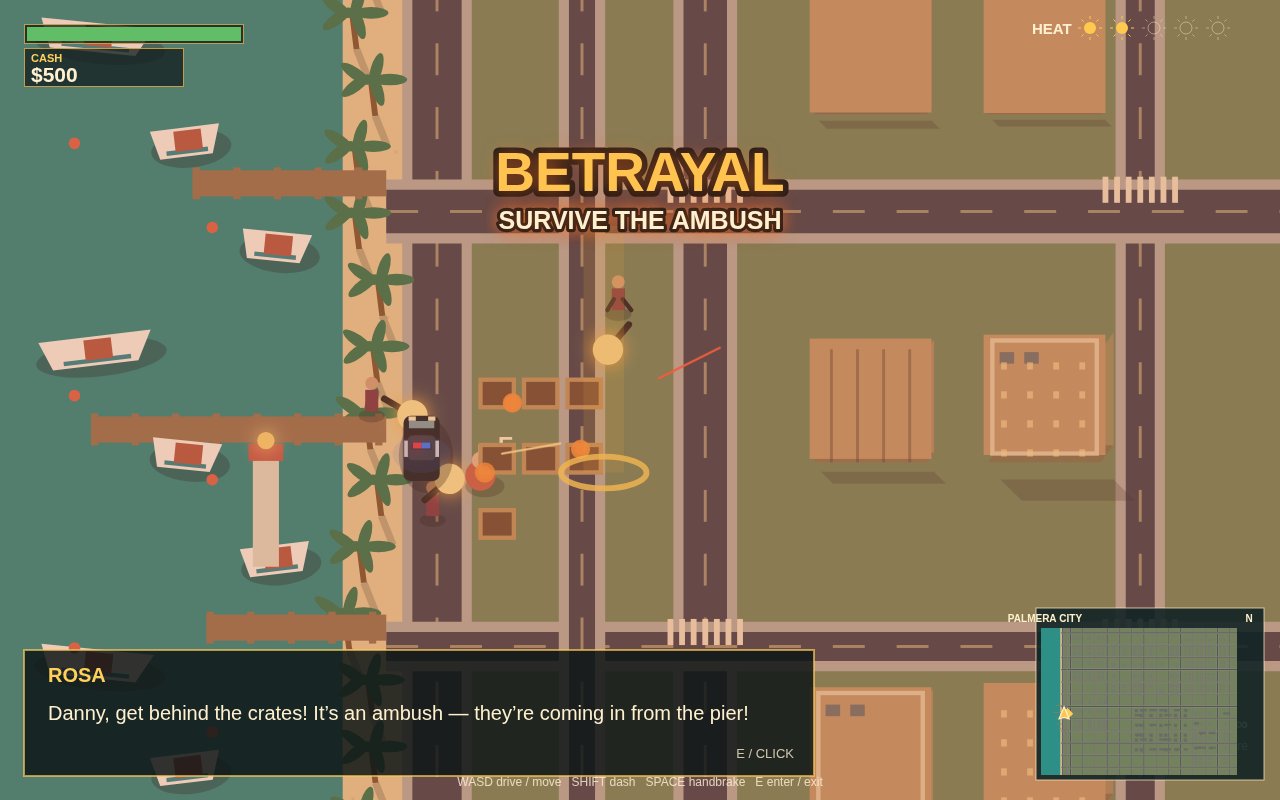 CASH
$500
HEAT
BETRAYAL
SURVIVE THE AMBUSH
PALMERA CITY
N
ROSA
Danny, get behind the crates! It’s an ambush — they’re coming in from the pier!
E / CLICK
WASD drive / move SHIFT dash SPACE handbrake E enter / exit